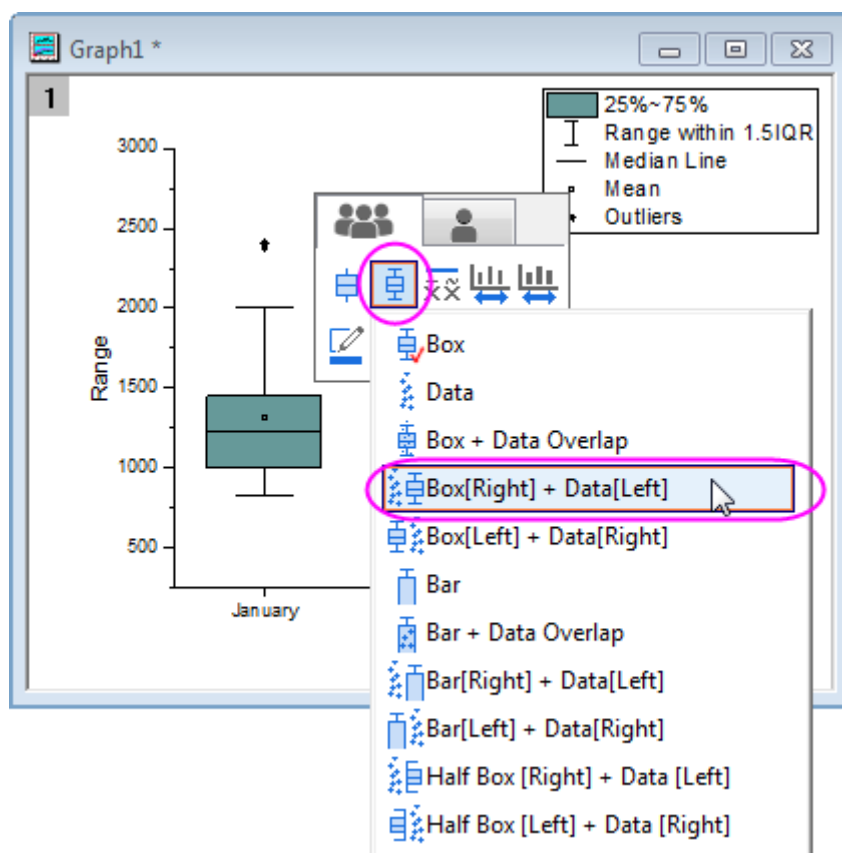 Graph1 *
1
25%~75%
Range within 1.5IQR
Median Line
Mean
Outliers
3000
2500
2000
1500
1000
500
Range
January
Box
Data
Box + Data Overlap
Box[Right] + Data[Left]
Box[Left] + Data[Right]
Bar
Bar + Data Overlap
Bar[Right] + Data[Left]
Bar[Left] + Data[Right]
Half Box [Right] + Data [Left]
Half Box [Left] + Data [Right]